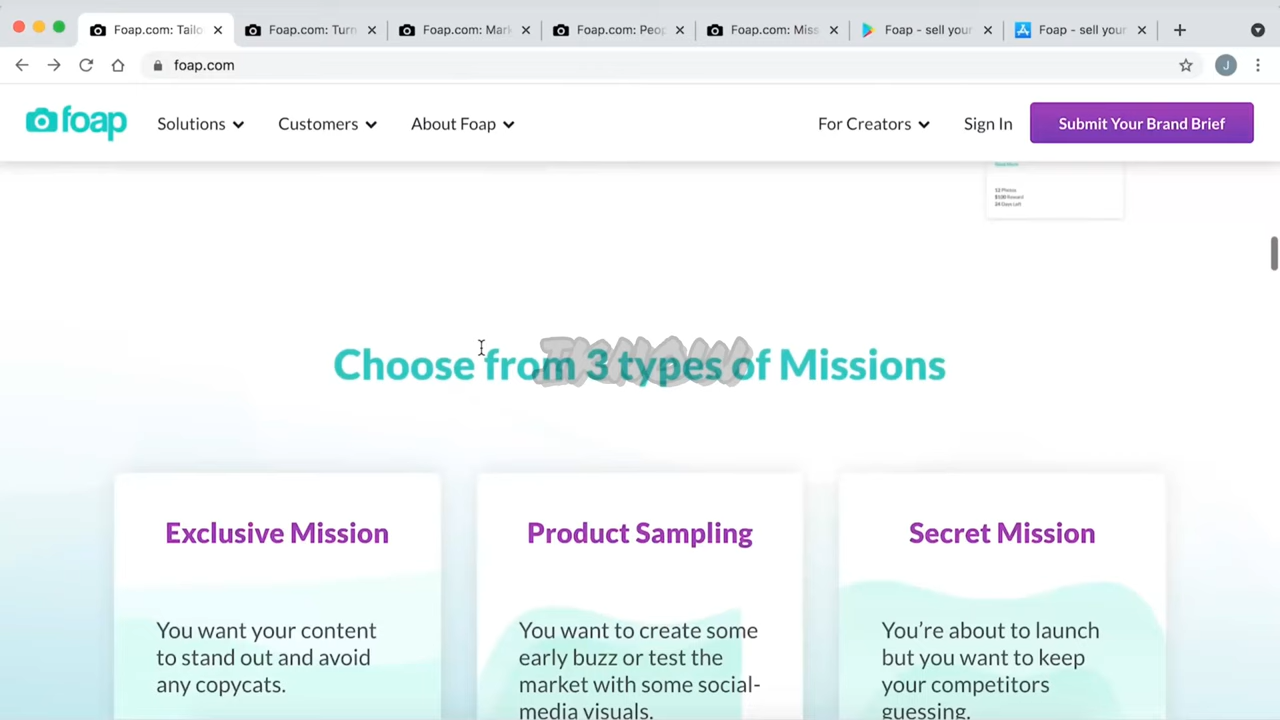 Foap.com: Tailo
Foap.com: Turn
Foap.com: Mark
Foap.com: Peop
Foap.com: Miss
Foap - sell your
Foap - sell your
foap.com
J
foap
Solutions
Customers
About Foap
For Creators
Sign In
Submit Your Brand Brief
24 Days Left
Choose from 3 types of Missions
Exclusive Mission
You want your content
to stand out and avoid
any copycats.
Product Sampling
You want to create some
early buzz or test the
market with some social-
media visuals.
Secret Mission
You're about to launch
but you want to keep
your competitors
guessing.